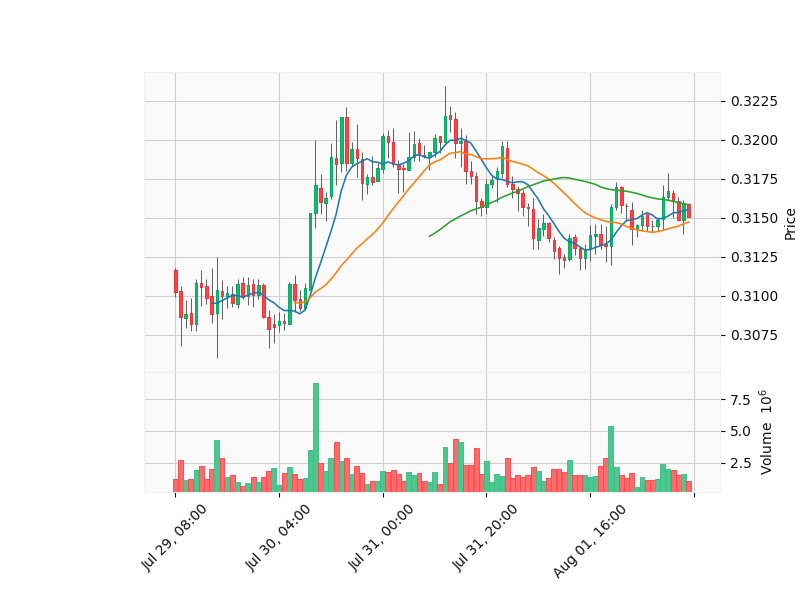 0.3225
0.3200
0.3175
0.3150
0.3125
0.3100
0.3075
Price
7.5
5.0
2.5
Volume 10^6
Jul 29, 08:00
Jul 30, 04:00
Jul 31, 00:00
Jul 31, 20:00
Aug 01, 16:00